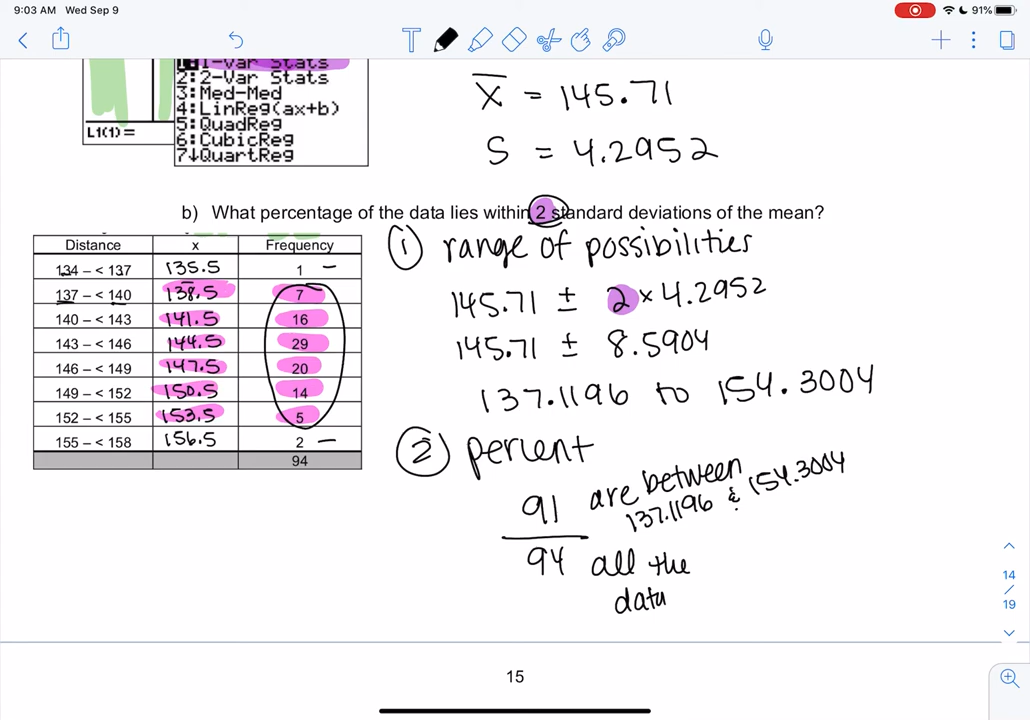 9:03 AM Wed Sep 9
91%
T
1-Var Stats
2:2-Var Stats
3:Med-Med
4:LinReg(ax+b)
5:QuadReg
6:CubicReg
7↓QuartReg
L1(1)=
x̄ = 145.71
S = 4.2952
b) What percentage of the data lies within 2 standard deviations of the mean?
Distance x Frequency
134 – < 137 135.5 1 –
137 – < 140 138.5 7
140 – < 143 141.5 16
143 – < 146 144.5 29
146 – < 149 147.5 20
149 – < 152 150.5 14
152 – < 155 153.5 5
155 – < 158 156.5 2 –
94
① range of possibilities
145.71 ± 2 × 4.2952
145.71 ± 8.5904
137.1196 to 154.3004
② percent
91 are between
137.1196 & 154.3004
94 all the
data
14
/
19
15